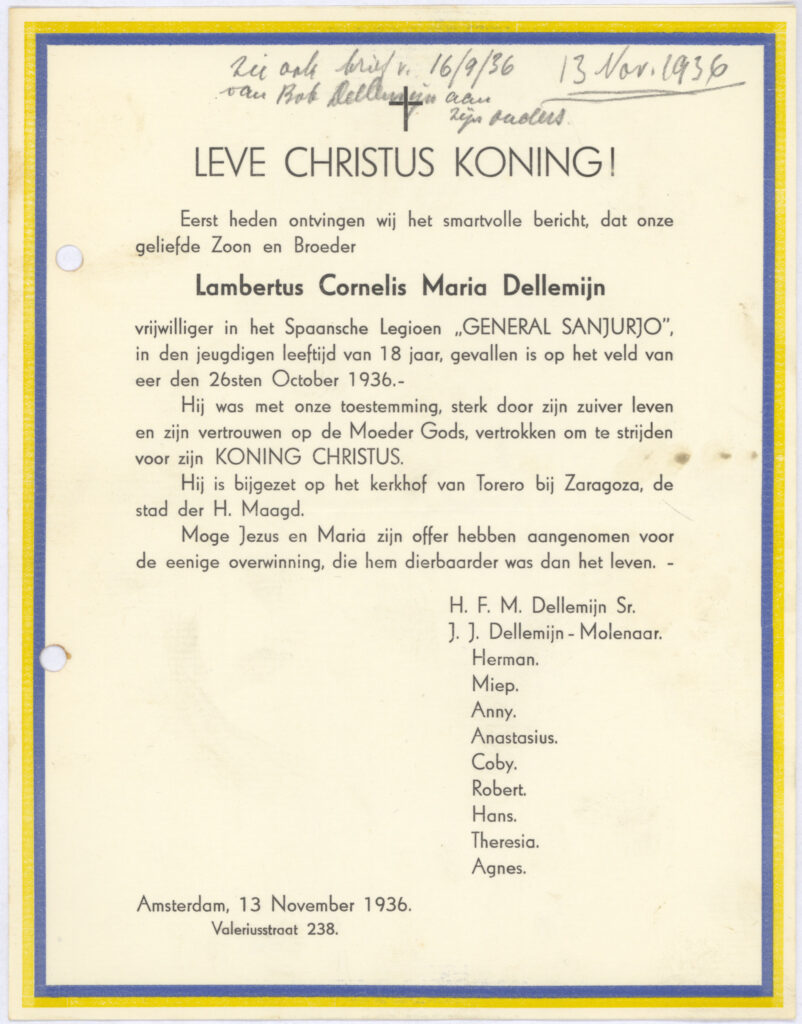 zie ook brief v. 16/9/36 13 Nov. 1936
van Bob Dellemijn aan
zijn ouders.
LEVE CHRISTUS KONING!
Eerst heden ontvingen wij het smartvolle bericht, dat onze
geliefde Zoon en Broeder
Lambertus Cornelis Maria Dellemijn
vrijwilliger in het Spaansche Legioen „GENERAL SANJURJO”,
in den jeugdigen leeftijd van 18 jaar, gevallen is op het veld van
eer den 26sten October 1936.-
Hij was met onze toestemming, sterk door zijn zuiver leven
en zijn vertrouwen op de Moeder Gods, vertrokken om te strijden
voor zijn KONING CHRISTUS.
Hij is bijgezet op het kerkhof van Torero bij Zaragoza, de
stad der H. Maagd.
Moge Jezus en Maria zijn offer hebben aangenomen voor
de eenige overwinning, die hem dierbaarder was dan het leven. -
H. F. M. Dellemijn Sr.
J. J. Dellemijn - Molenaar.
Herman.
Miep.
Anny.
Anastasius.
Coby.
Robert.
Hans.
Theresia.
Agnes.
Amsterdam, 13 November 1936.
Valeriusstraat 238.